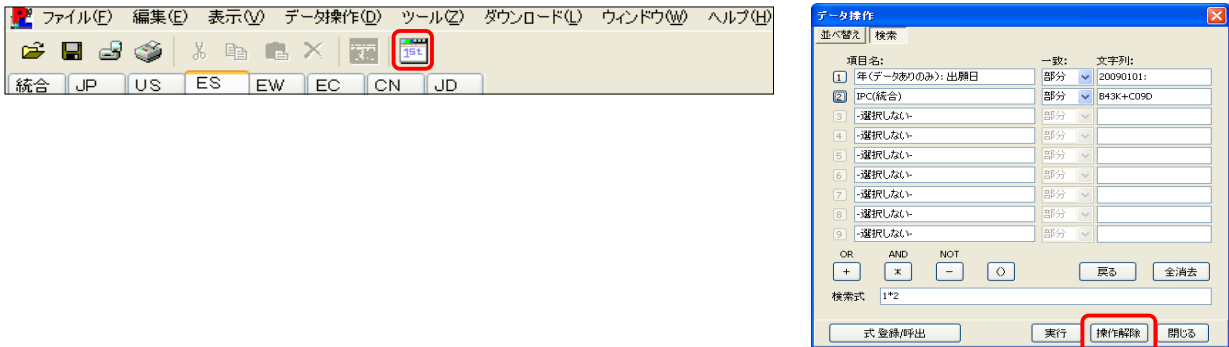 ファイル(F) 編集(E) 表示(V) データ操作(D) ツール(Z) ダウンロード(L) ウィンドウ(W) ヘルプ(H)
1st
統合 JP US ES EW EC CN JD
データ操作
並べ替え 検索
項目名: 一致: 文字列:
1 年(データありのみ): 出願日 部分 20090101:
2 IPC(統合) 部分 B43K+C09D
3 -選択しない- 部分
4 -選択しない- 部分
5 -選択しない- 部分
6 -選択しない- 部分
7 -選択しない- 部分
8 -選択しない- 部分
9 -選択しない- 部分
OR AND NOT
+ * - () 戻る 全消去
検索式 1*2
式 登録/呼出 実行 操作解除 閉じる